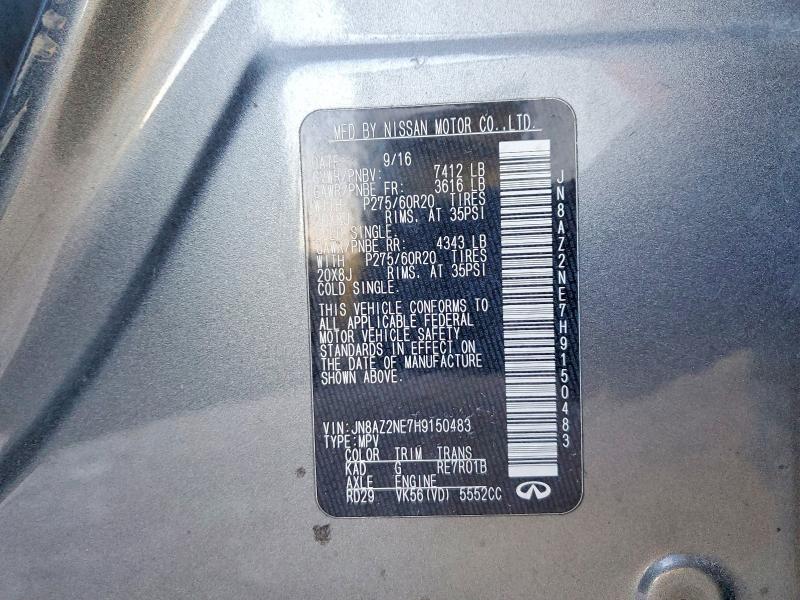 MFD BY NISSAN MOTOR CO.,LTD.
DATE 9/16
GVWR/PNBV: 7412 LB
GAWR/PNBE FR: 3616 LB
WITH P275/60R20 TIRES
20X8J RIMS. AT 35PSI
COLD SINGLE.
GAWR/PNBE RR: 4343 LB
WITH P275/60R20 TIRES
20X8J RIMS. AT 35PSI
COLD SINGLE.
THIS VEHICLE CONFORMS TO
ALL APPLICABLE FEDERAL
MOTOR VEHICLE SAFETY
STANDARDS IN EFFECT ON
THE DATE OF MANUFACTURE
SHOWN ABOVE.
VIN:JN8AZ2NE7H9150483
TYPE:MPV
COLOR TRIM TRANS
KAD G RE7R01B
AXLE ENGINE
RD29 VK56(VD) 5552CC
JN8AZ2NE7H9150483